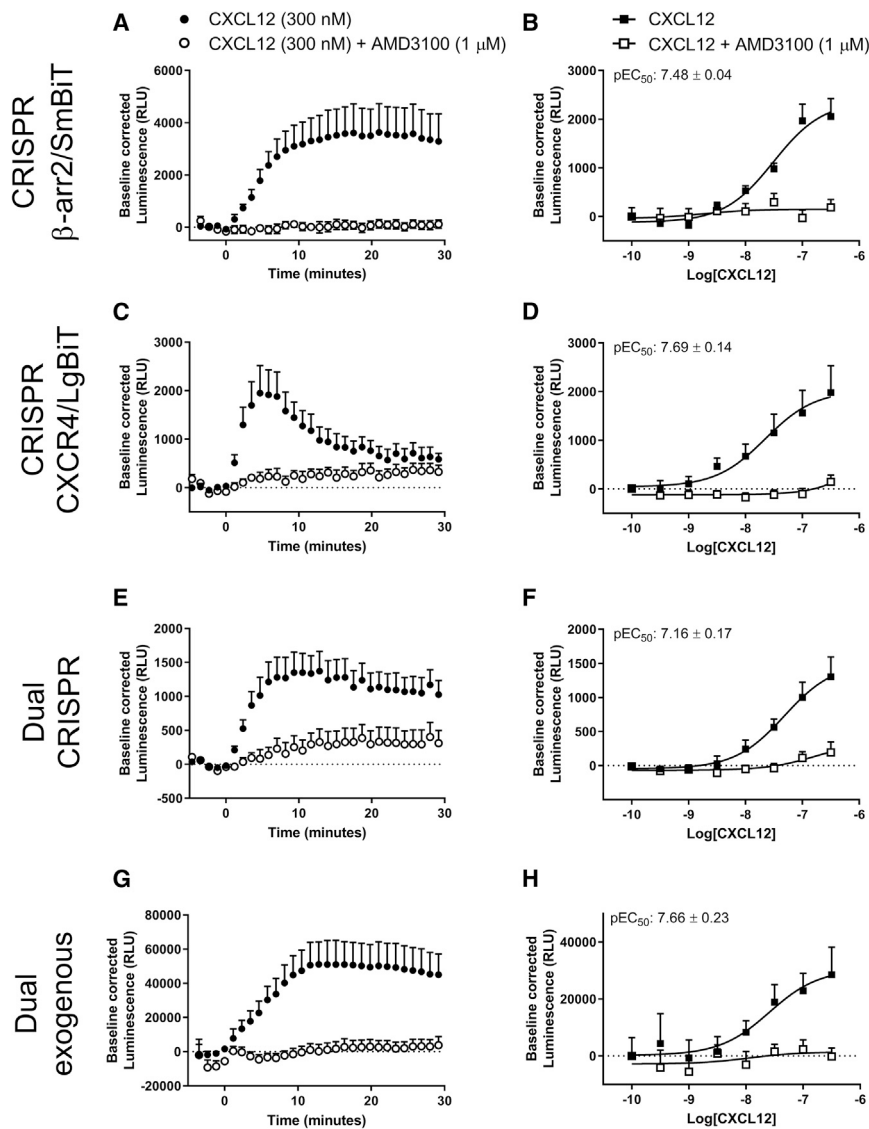 A
● CXCL12 (300 nM)
○ CXCL12 (300 nM) + AMD3100 (1 μM)
B
■ CXCL12
□ CXCL12 + AMD3100 (1 μM)
CRISPR
β-arr2/SmBiT
Baseline corrected
Luminescence (RLU)
6000
4000
2000
0
0 10 20 30
Time (minutes)
pEC50: 7.48 ± 0.04
Baseline corrected
Luminescence (RLU)
3000
2000
1000
0
-10 -9 -8 -7 -6
Log[CXCL12]
C
D
CRISPR
CXCR4/LgBiT
Baseline corrected
Luminescence (RLU)
3000
2000
1000
0
0 10 20 30
Time (minutes)
pEC50: 7.69 ± 0.14
Baseline corrected
Luminescence (RLU)
3000
2000
1000
0
-10 -9 -8 -7 -6
Log[CXCL12]
E
F
Dual
CRISPR
Baseline corrected
Luminescence (RLU)
2000
1500
1000
500
0
-500
0 10 20 30
Time (minutes)
pEC50: 7.16 ± 0.17
Baseline corrected
Luminescence (RLU)
2000
1500
1000
500
0
-10 -9 -8 -7 -6
Log[CXCL12]
G
H
Dual
exogenous
Baseline corrected
Luminescence (RLU)
80000
60000
40000
20000
0
-20000
0 10 20 30
Time (minutes)
pEC50: 7.66 ± 0.23
Baseline corrected
Luminescence (RLU)
40000
20000
0
-10 -9 -8 -7 -6
Log[CXCL12]